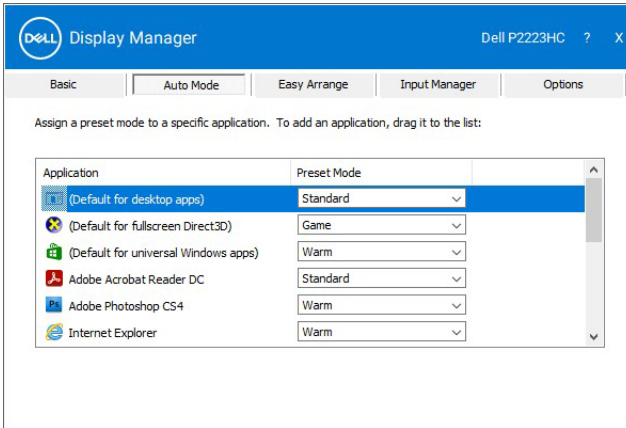 DELL Display Manager Dell P2223HC ? X
Basic Auto Mode Easy Arrange Input Manager Options
Assign a preset mode to a specific application. To add an application, drag it to the list:
Application Preset Mode
(Default for desktop apps) Standard
(Default for fullscreen Direct3D) Game
(Default for universal Windows apps) Warm
Adobe Acrobat Reader DC Standard
Ps Adobe Photoshop CS4 Warm
Internet Explorer Warm